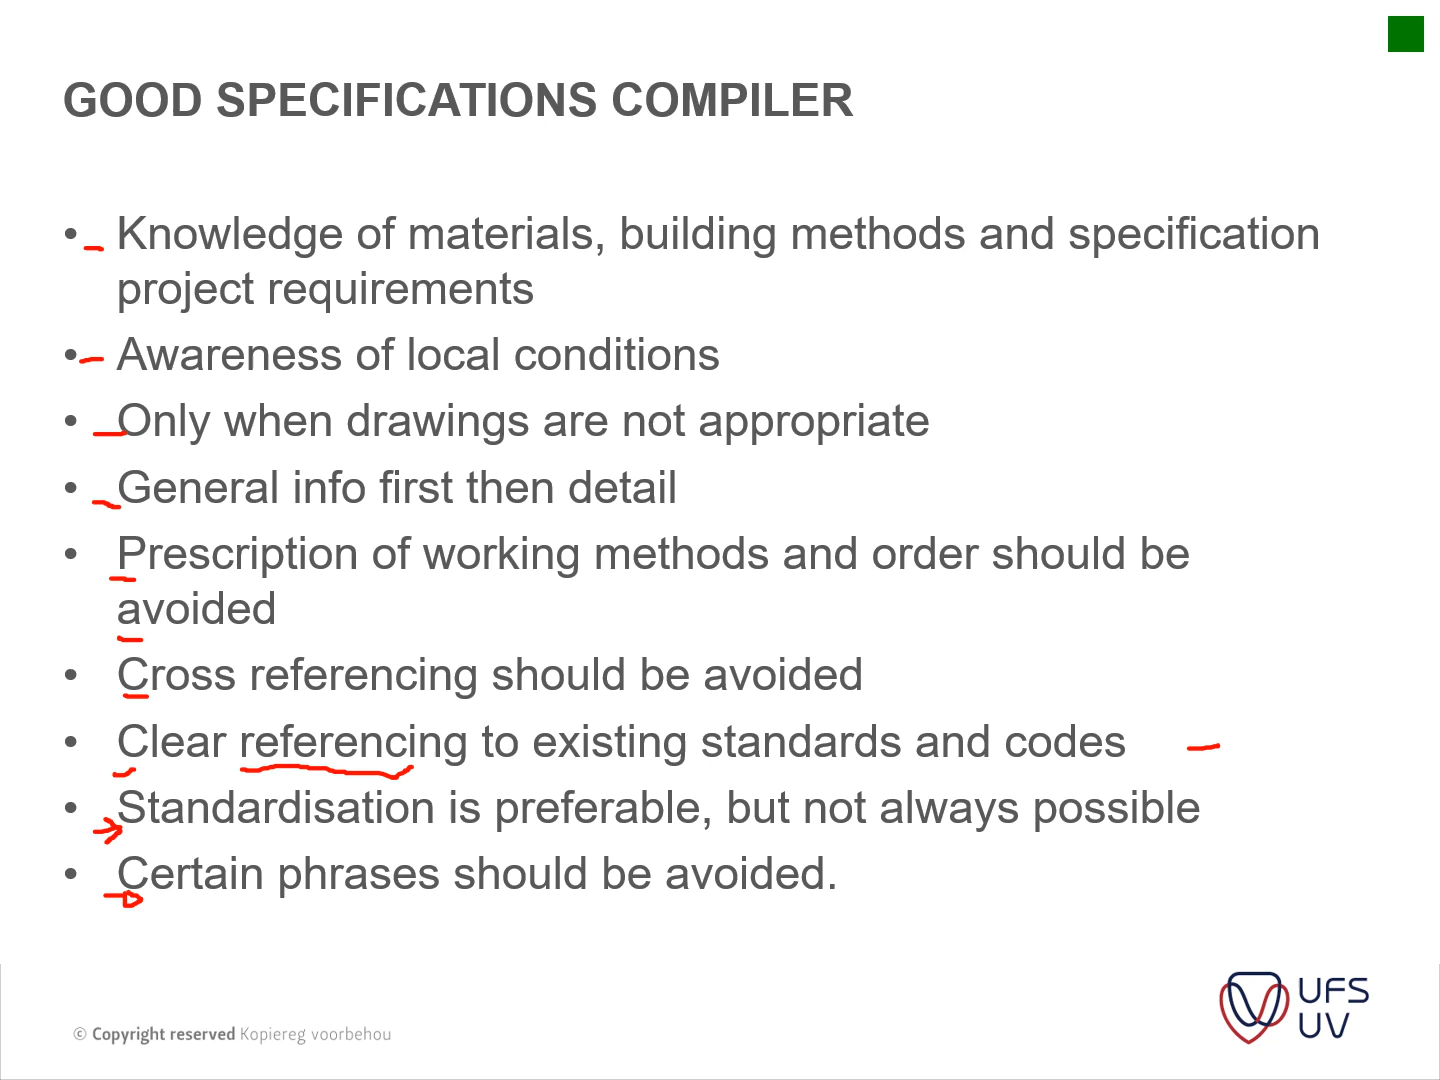 GOOD SPECIFICATIONS COMPILER
• Knowledge of materials, building methods and specification
project requirements
• Awareness of local conditions
• Only when drawings are not appropriate
• General info first then detail
• Prescription of working methods and order should be
avoided
• Cross referencing should be avoided
• Clear referencing to existing standards and codes
• Standardisation is preferable, but not always possible
• Certain phrases should be avoided.
© Copyright reserved Kopiereg voorbehou
UFS
UV